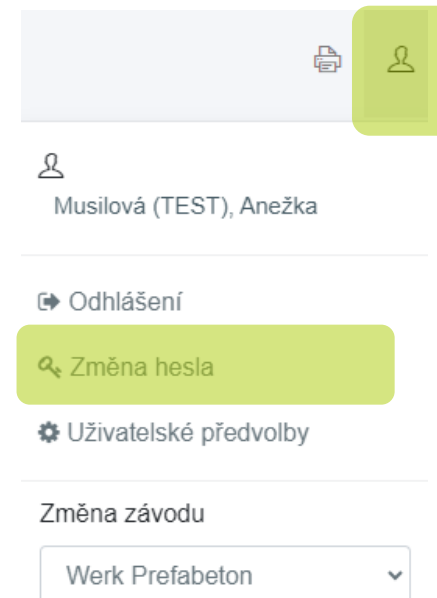 Musilová (TEST), Anežka
Odhlášení
Změna hesla
Uživatelské předvolby
Změna závodu
Werk Prefabeton